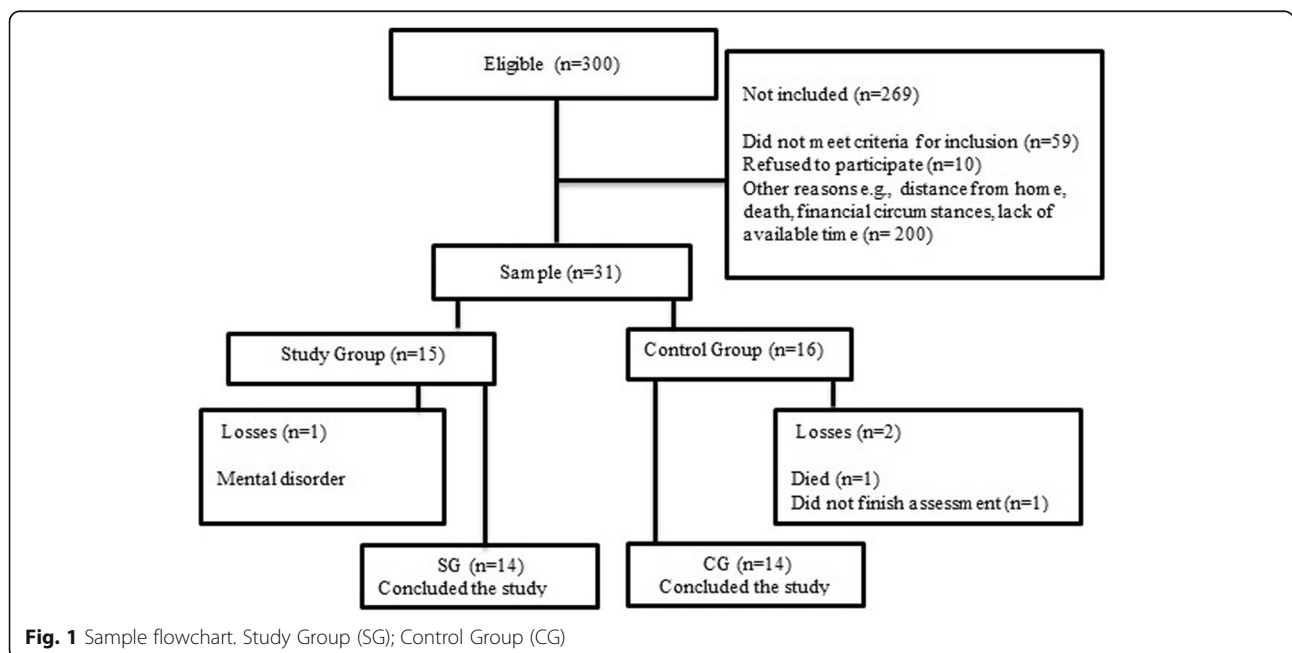 Eligible (n=300)
Not included (n=269)
Did not meet criteria for inclusion (n=59)
Refused to participate (n=10)
Other reasons e.g., distance from home,
death, financial circumstances, lack of
available time (n= 200)
Sample (n=31)
Study Group (n=15)
Control Group (n=16)
Losses (n=1)
Mental disorder
Losses (n=2)
Died (n=1)
Did not finish assessment (n=1)
SG (n=14)
Concluded the study
CG (n=14)
Concluded the study
Fig. 1 Sample flowchart. Study Group (SG); Control Group (CG)